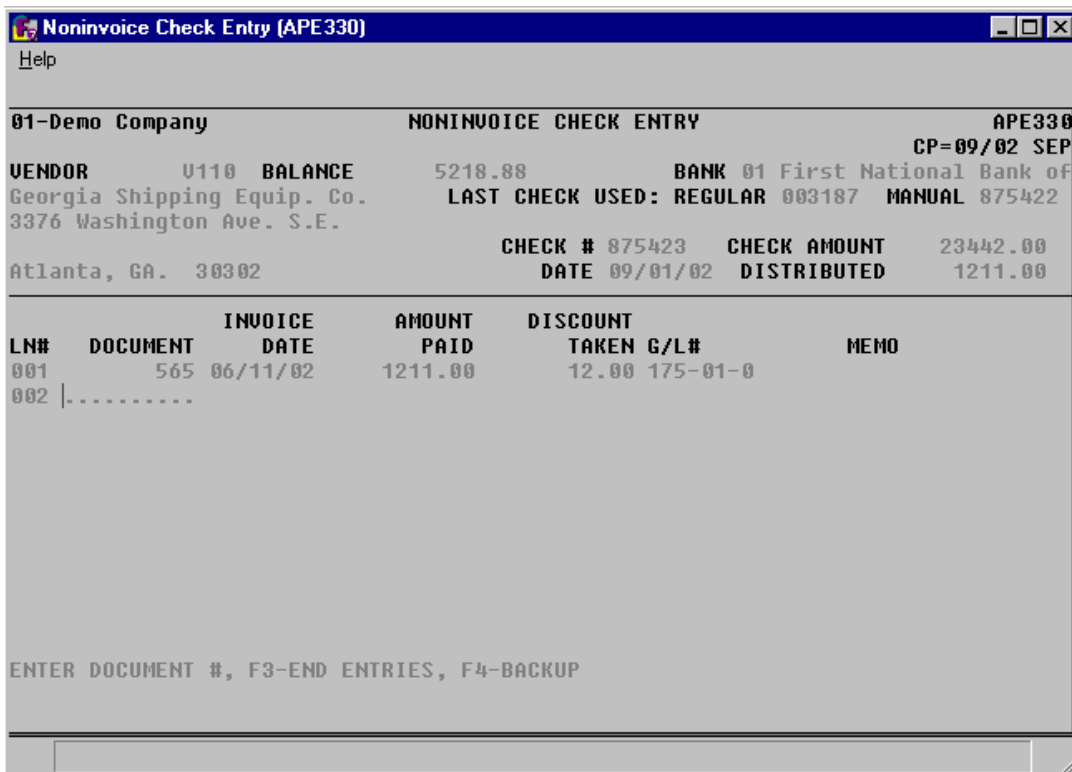 Noninvoice Check Entry (APE330)
Help
01-Demo Company NONINVOICE CHECK ENTRY APE330
CP=09/02 SEP
VENDOR V110 BALANCE 5218.88 BANK 01 First National Bank of
Georgia Shipping Equip. Co. LAST CHECK USED: REGULAR 003187 MANUAL 875422
3376 Washington Ave. S.E.
CHECK # 875423 CHECK AMOUNT 23442.00
Atlanta, GA. 30302 DATE 09/01/02 DISTRIBUTED 1211.00
INVOICE AMOUNT DISCOUNT
LN# DOCUMENT DATE PAID TAKEN G/L# MEMO
001 565 06/11/02 1211.00 12.00 175-01-0
002 ..........
ENTER DOCUMENT #, F3-END ENTRIES, F4-BACKUP